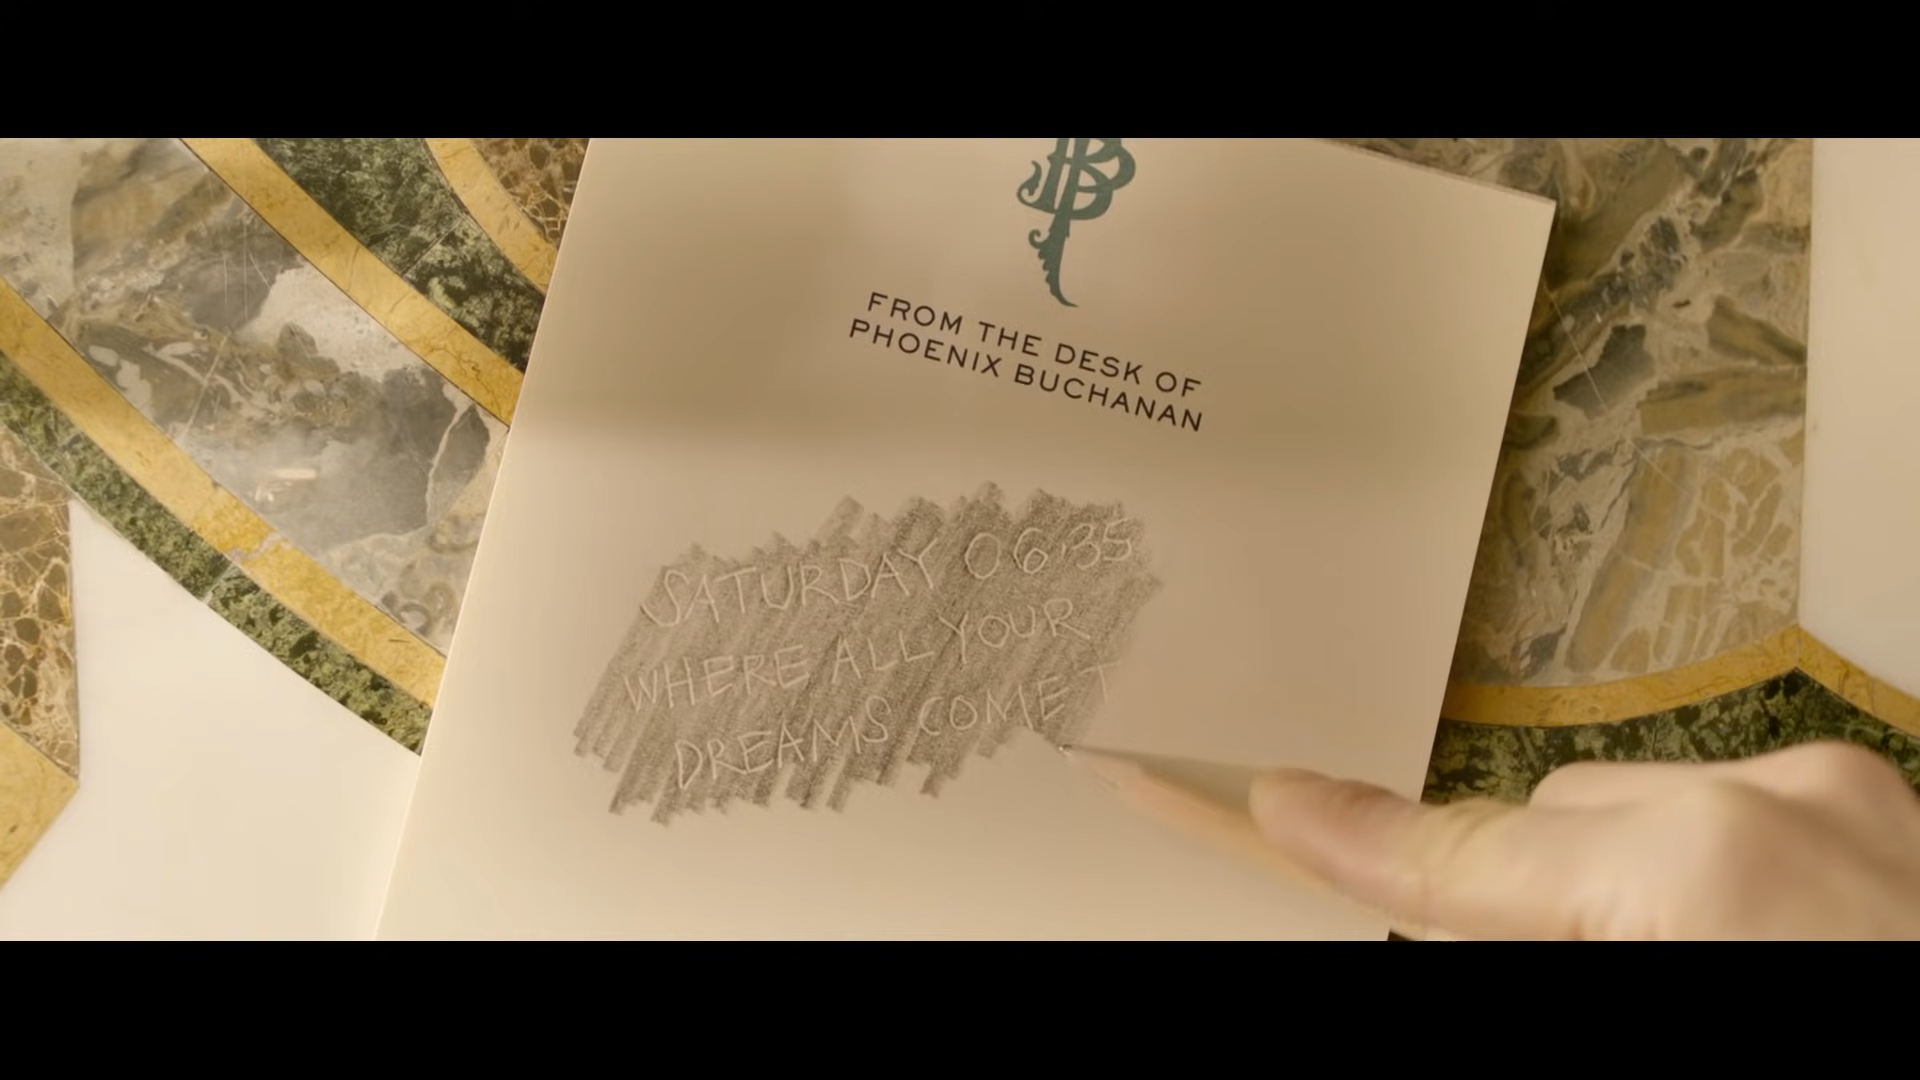 FROM THE DESK OF
PHOENIX BUCHANAN
SATURDAY 06:35
WHERE ALL YOUR
DREAMS COME T